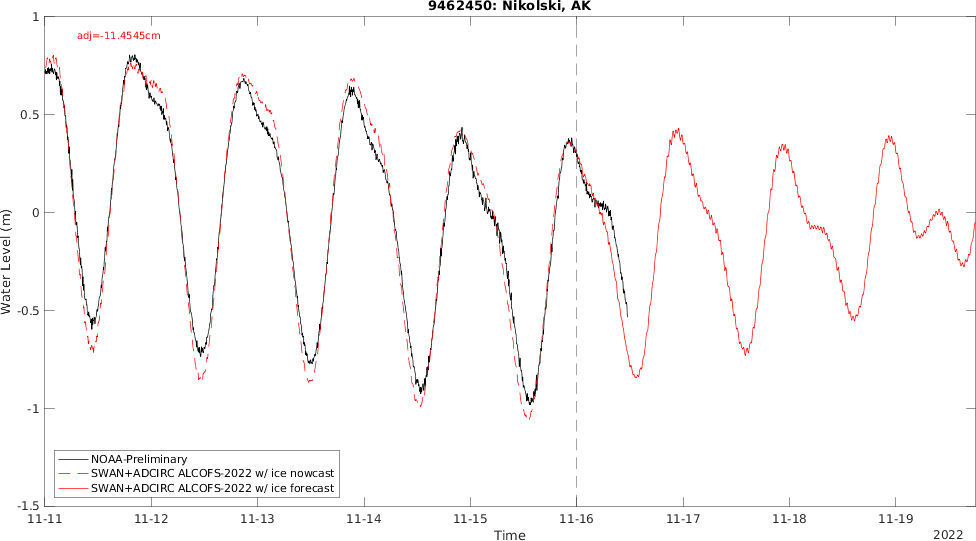 9462450: Nikolski, AK
adj=-11.4545cm
1
0.5
0
-0.5
-1
-1.5
Water Level (m)
NOAA-Preliminary
SWAN+ADCIRC ALCOFS-2022 w/ ice nowcast
SWAN+ADCIRC ALCOFS-2022 w/ ice forecast
11-11 11-12 11-13 11-14 11-15 11-16 11-17 11-18 11-19
Time
2022